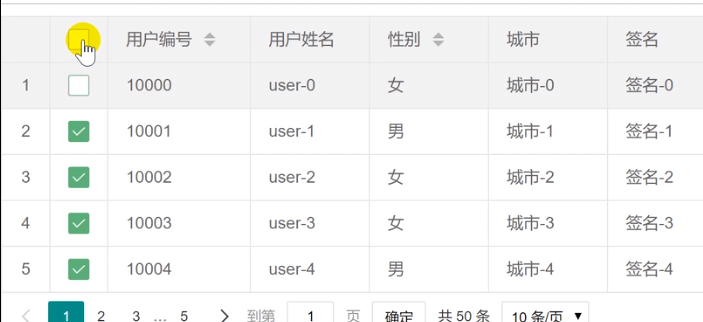 用户编号 用户姓名 性别 城市 签名
1 10000 user-0 女 城市-0 签名-0
2 10001 user-1 男 城市-1 签名-1
3 10002 user-2 女 城市-2 签名-2
4 10003 user-3 女 城市-3 签名-3
5 10004 user-4 男 城市-4 签名-4
1 2 3 … 5 到第 1 页 确定 共 50 条 10 条/页